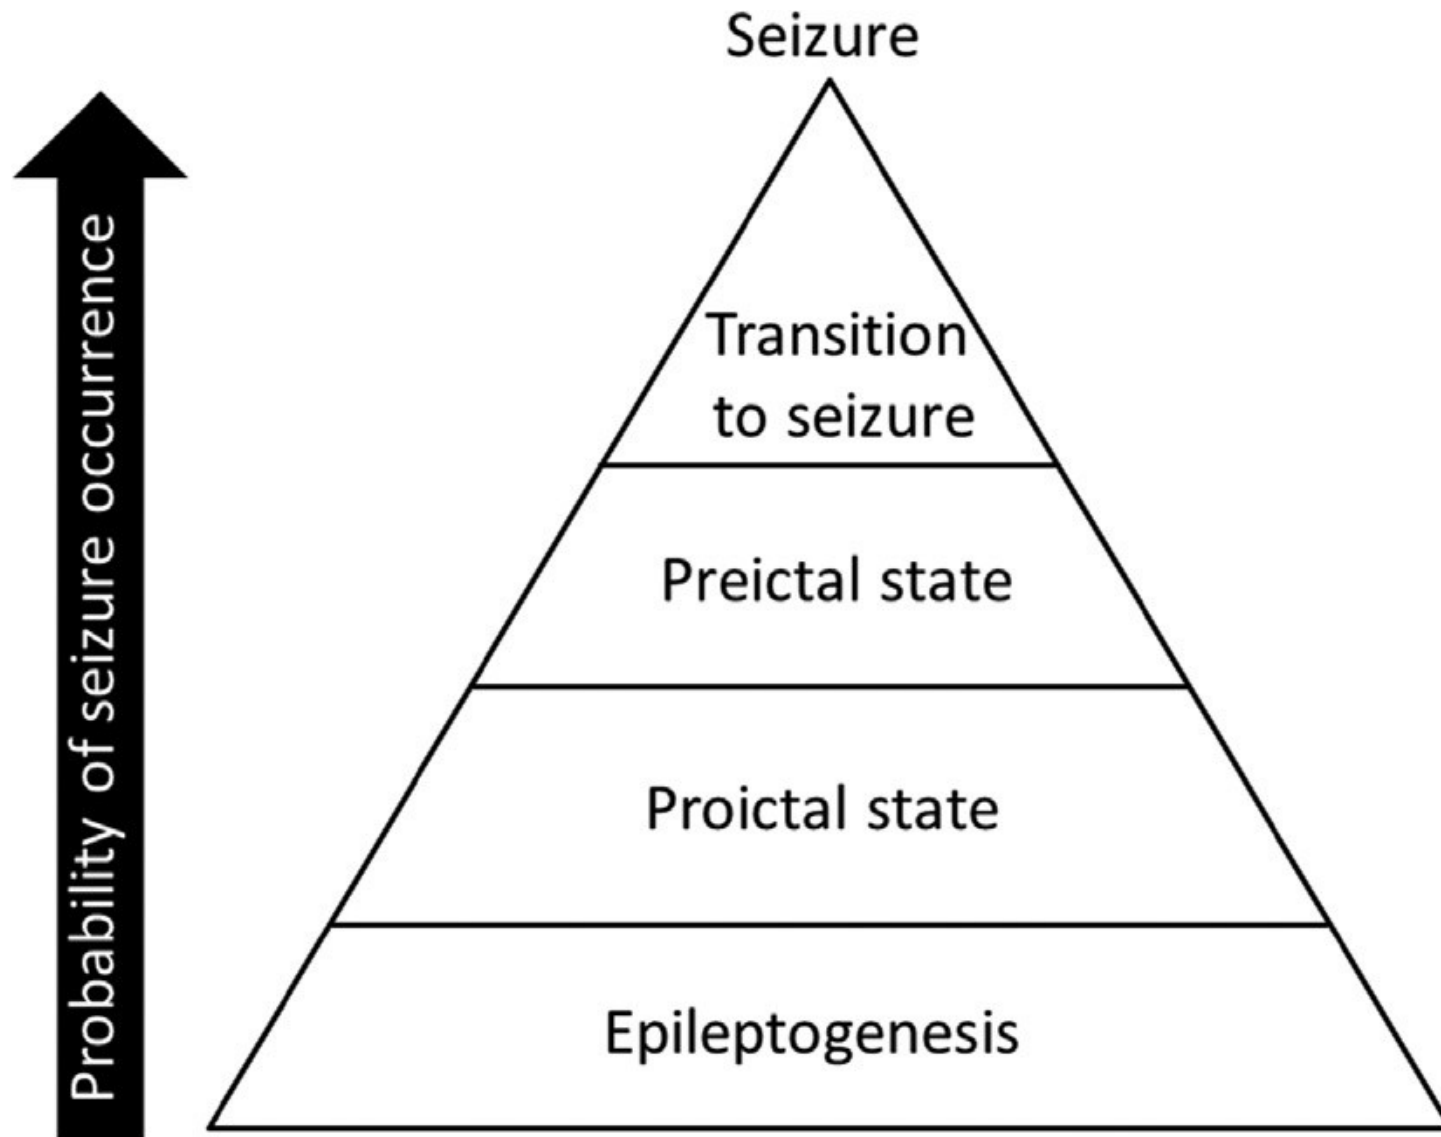 Seizure
Probability of seizure occurrence
Transition
to seizure
Preictal state
Proictal state
Epileptogenesis